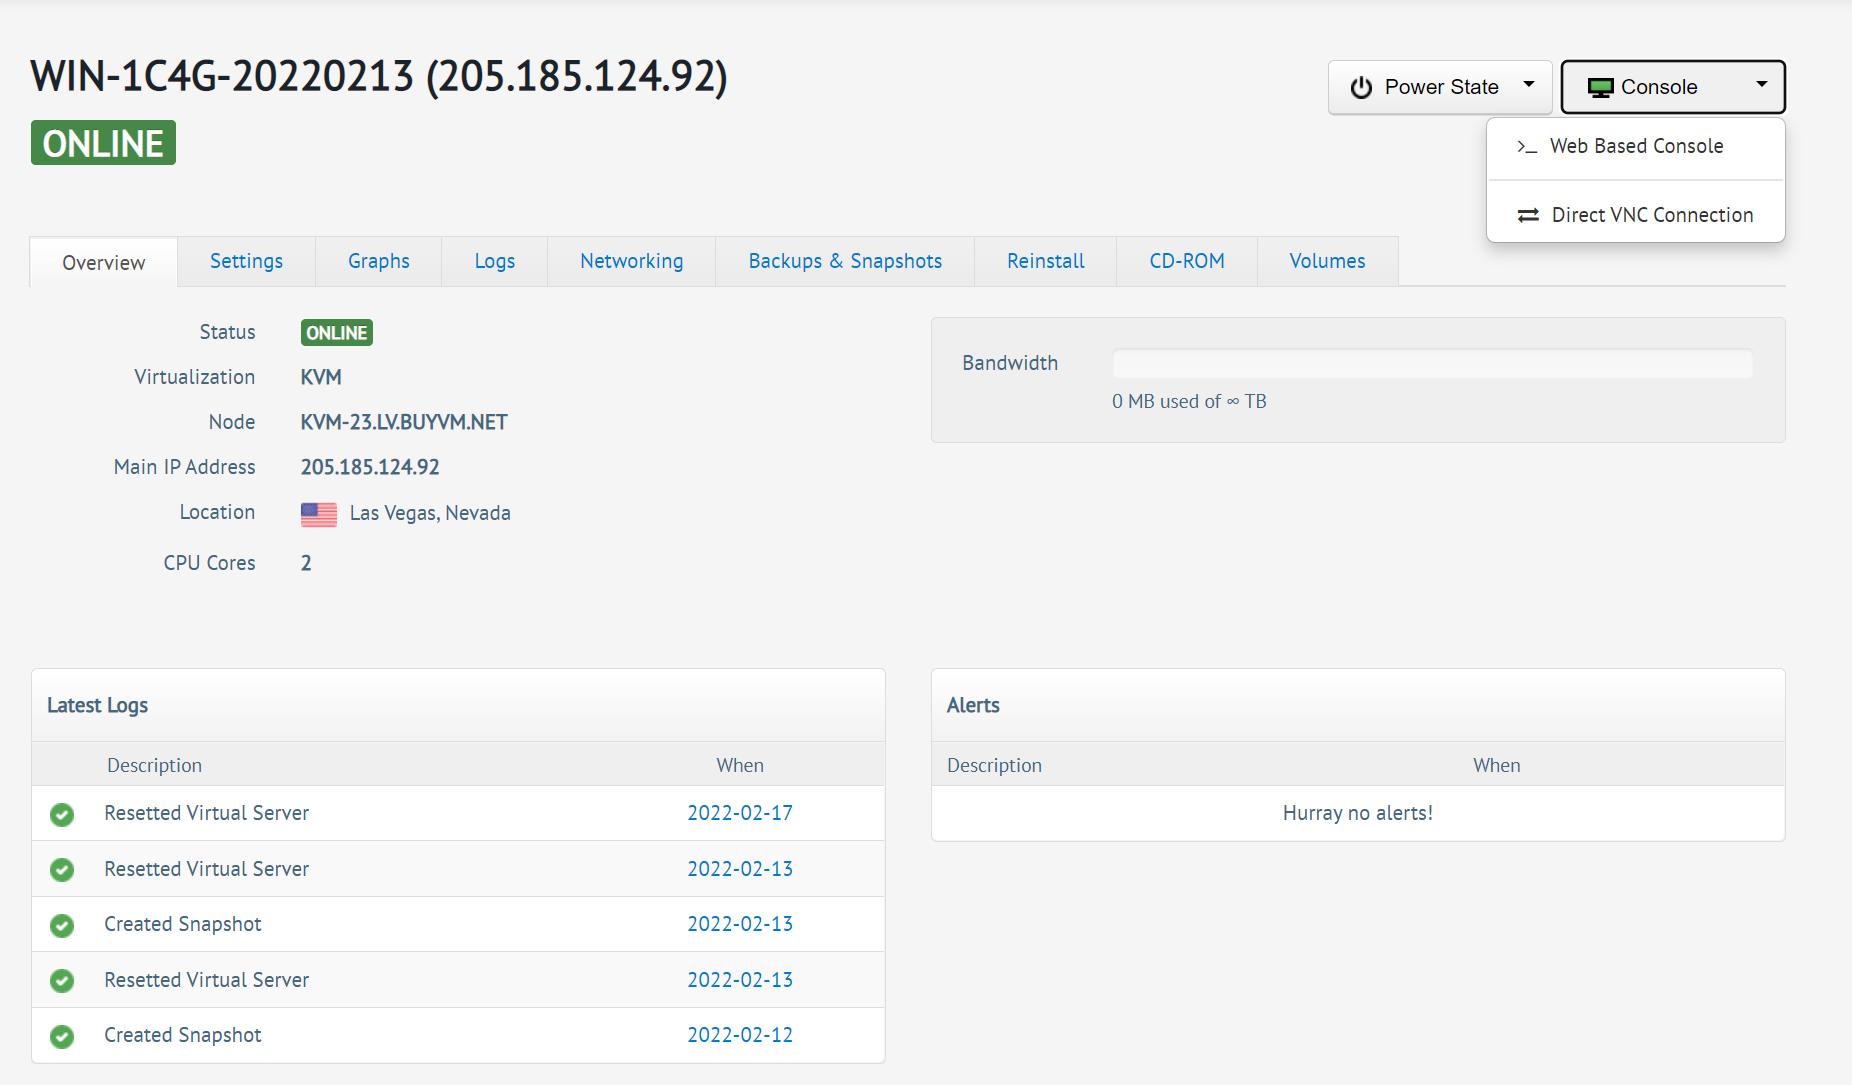 WIN-1C4G-20220213 (205.185.124.92)
Power State
Console
ONLINE
>_ Web Based Console
Direct VNC Connection
Overview Settings Graphs Logs Networking Backups & Snapshots Reinstall CD-ROM Volumes
Status ONLINE
Virtualization KVM
Node KVM-23.LV.BUYVM.NET
Main IP Address 205.185.124.92
Location Las Vegas, Nevada
CPU Cores 2
Bandwidth
0 MB used of ∞ TB
Latest Logs
Description When
Resetted Virtual Server 2022-02-17
Resetted Virtual Server 2022-02-13
Created Snapshot 2022-02-13
Resetted Virtual Server 2022-02-13
Created Snapshot 2022-02-12
Alerts
Description When
Hurray no alerts!